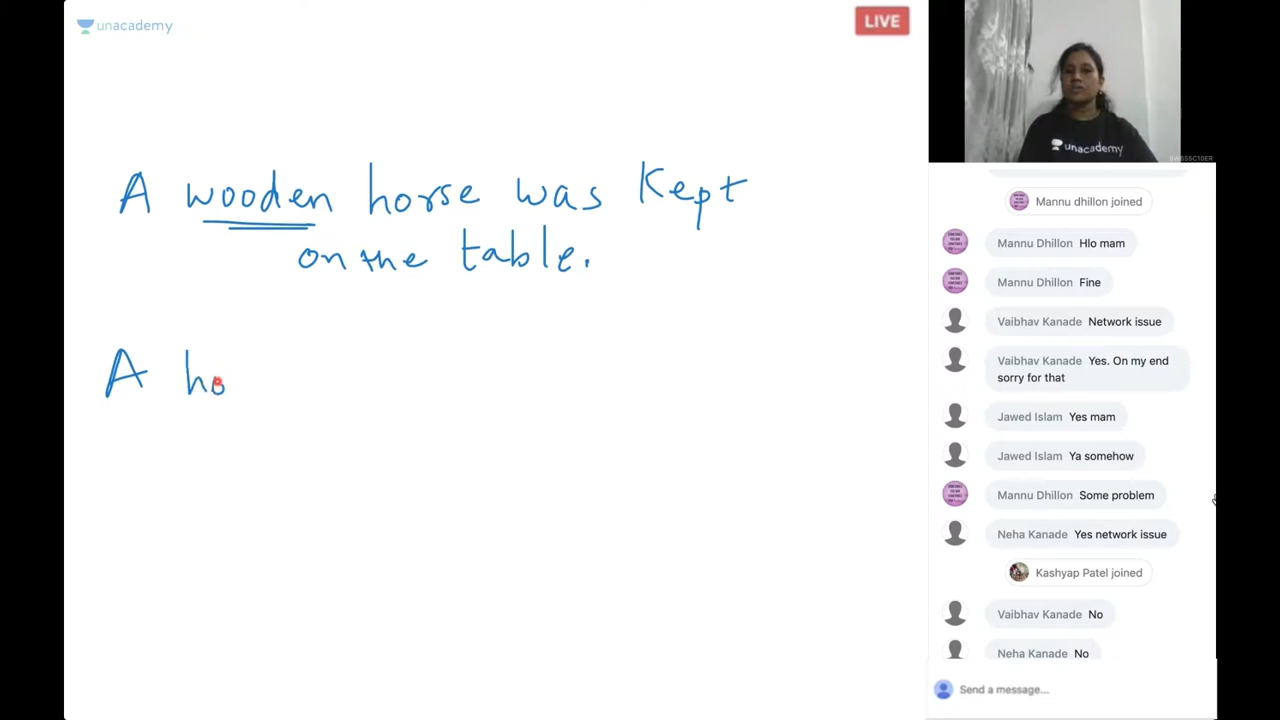 unacademy
LIVE
A wooden horse was Kept
on the table.
A ho
unacademy
Mannu dhillon joined
Mannu Dhillon Hlo mam
Mannu Dhillon Fine
Vaibhav Kanade Network issue
Vaibhav Kanade Yes. On my end
sorry for that
Jawed Islam Yes mam
Jawed Islam Ya somehow
Mannu Dhillon Some problem
Neha Kanade Yes network issue
Kashyap Patel joined
Vaibhav Kanade No
Neha Kanade No
Send a message...